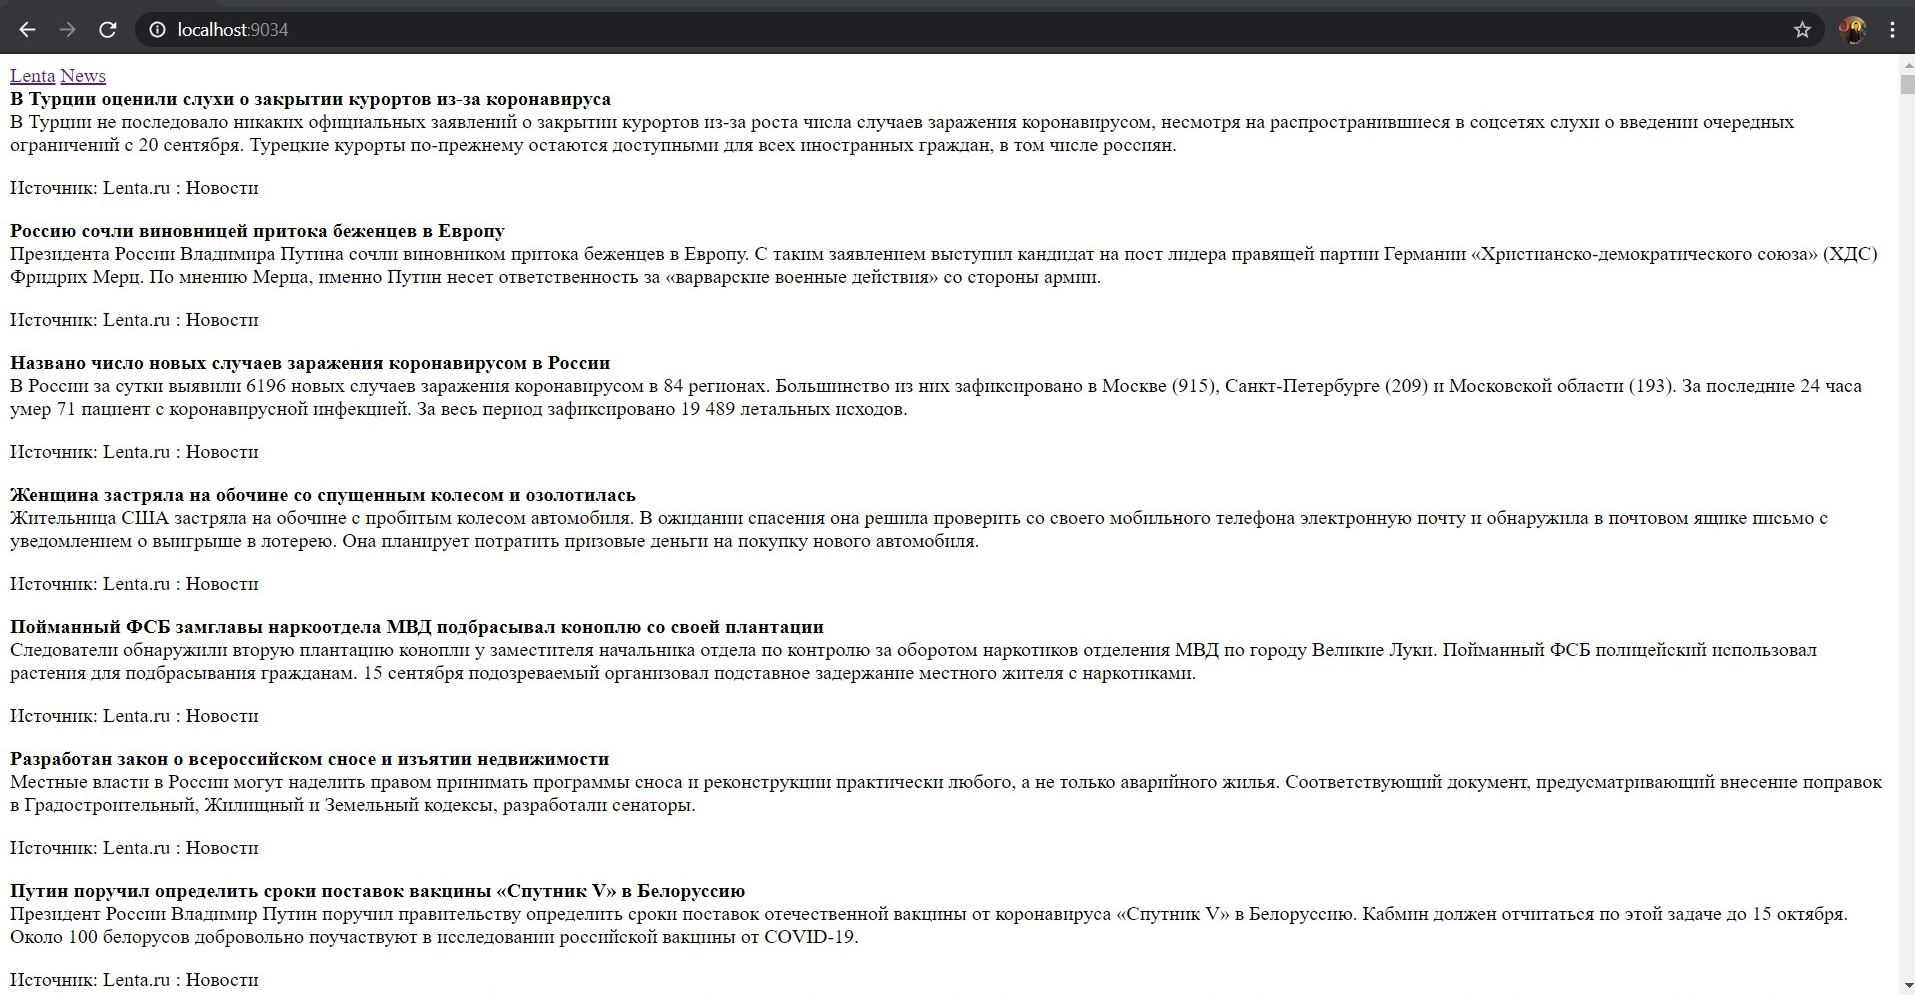 localhost:9034
Lenta News
В Турции оценили слухи о закрытии курортов из-за коронавируса
В Турции не последовало никаких официальных заявлений о закрытии курортов из-за роста числа случаев заражения коронавирусом, несмотря на распространившиеся в соцсетях слухи о введении очередных
ограничений с 20 сентября. Турецкие курорты по-прежнему остаются доступными для всех иностранных граждан, в том числе россиян.
Источник: Lenta.ru : Новости
Россию сочли виновницей притока беженцев в Европу
Президента России Владимира Путина сочли виновником притока беженцев в Европу. С таким заявлением выступил кандидат на пост лидера правящей партии Германии «Христианско-демократического союза» (ХДС)
Фридрих Мерц. По мнению Мерца, именно Путин несет ответственность за «варварские военные действия» со стороны армии.
Источник: Lenta.ru : Новости
Названо число новых случаев заражения коронавирусом в России
В России за сутки выявили 6196 новых случаев заражения коронавирусом в 84 регионах. Большинство из них зафиксировано в Москве (915), Санкт-Петербурге (209) и Московской области (193). За последние 24 часа
умер 71 пациент с коронавирусной инфекцией. За весь период зафиксировано 19 489 летальных исходов.
Источник: Lenta.ru : Новости
Женщина застряла на обочине со спущенным колесом и озолотилась
Жительница США застряла на обочине с пробитым колесом автомобиля. В ожидании спасения она решила проверить со своего мобильного телефона электронную почту и обнаружила в почтовом ящике письмо с
уведомлением о выигрыше в лотерею. Она планирует потратить призовые деньги на покупку нового автомобиля.
Источник: Lenta.ru : Новости
Пойманный ФСБ замглавы наркоотдела МВД подбрасывал коноплю со своей плантации
Следователи обнаружили вторую плантацию конопли у заместителя начальника отдела по контролю за оборотом наркотиков отделения МВД по городу Великие Луки. Пойманный ФСБ полицейский использовал
растения для подбрасывания гражданам. 15 сентября подозреваемый организовал подставное задержание местного жителя с наркотиками.
Источник: Lenta.ru : Новости
Разработан закон о всероссийском сносе и изъятии недвижимости
Местные власти в России могут наделить правом принимать программы сноса и реконструкции практически любого, а не только аварийного жилья. Соответствующий документ, предусматривающий внесение поправок
в Градостроительный, Жилищный и Земельный кодексы, разработали сенаторы.
Источник: Lenta.ru : Новости
Путин поручил определить сроки поставок вакцины «Спутник V» в Белоруссию
Президент России Владимир Путин поручил правительству определить сроки поставок отечественной вакцины от коронавируса «Спутник V» в Белоруссию. Кабмин должен отчитаться по этой задаче до 15 октября.
Около 100 белорусов добровольно поучаствуют в исследовании российской вакцины от COVID-19.
Источник: Lenta.ru : Новости